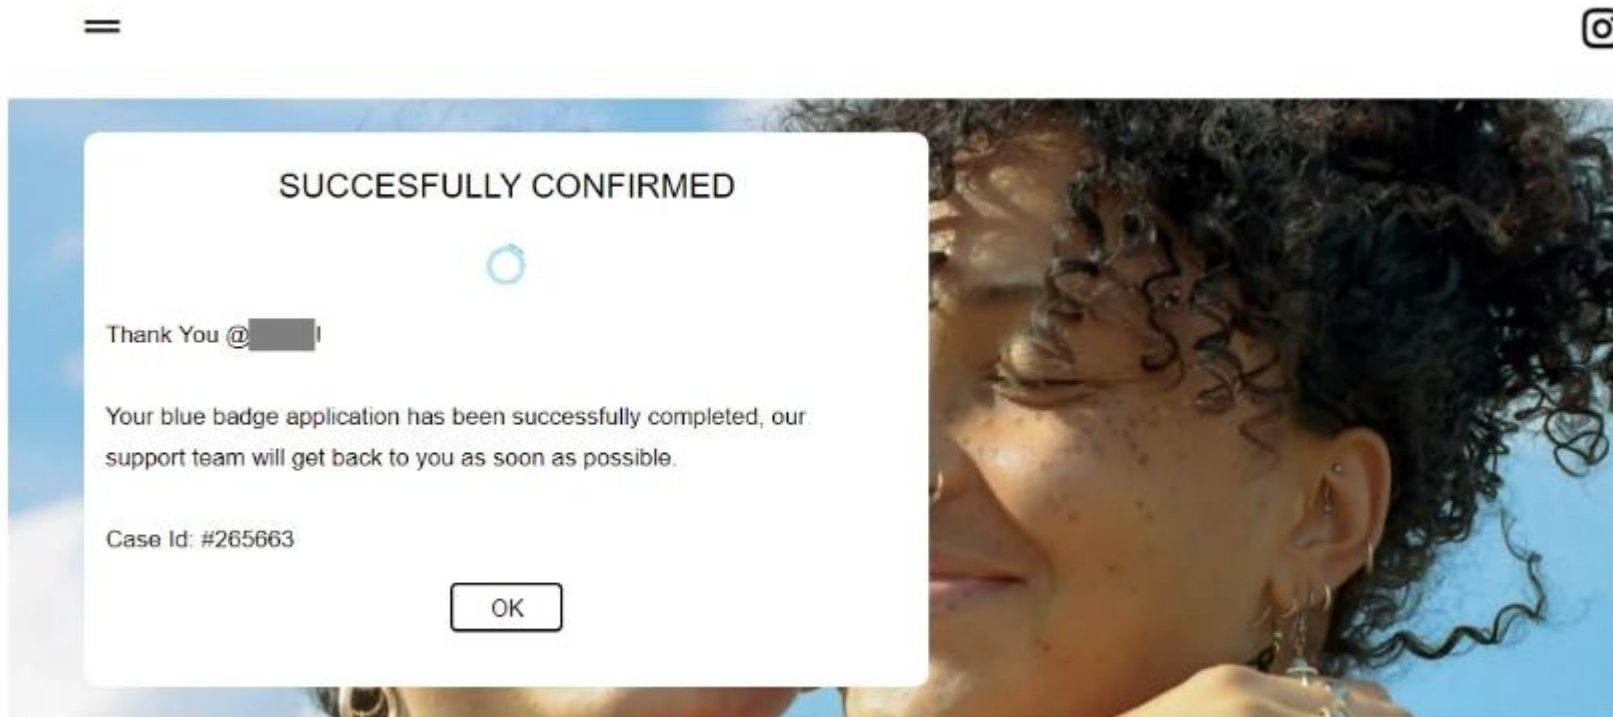 SUCCESFULLY CONFIRMED
Thank You @
Your blue badge application has been successfully completed, our
support team will get back to you as soon as possible.
Case Id: #265663
OK